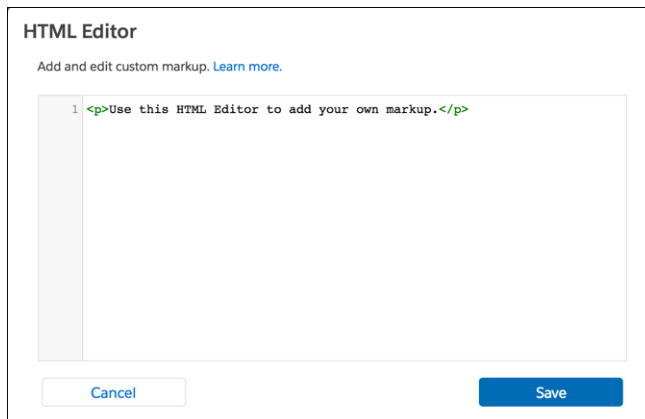 HTML Editor
Add and edit custom markup. Learn more.
1 <p>Use this HTML Editor to add your own markup.</p>
Cancel Save